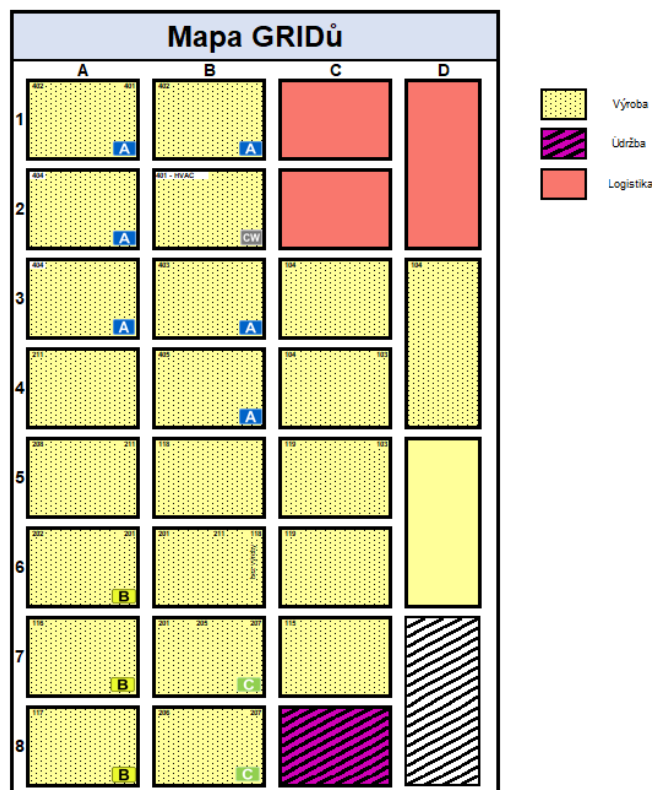 Mapa GRIDů
A B C D
1
402 401
A
402
A
Výroba
Údržba
Logistika
2
404
A
401 - HVAC
CW
3
404
A
403
A
104
104
4
211
405
A
104 103
5
208 211
118
119 103
6
202 201
B
201 211 118
119
7
116
B
201 205 207
C
115
8
117
B
206 207
C